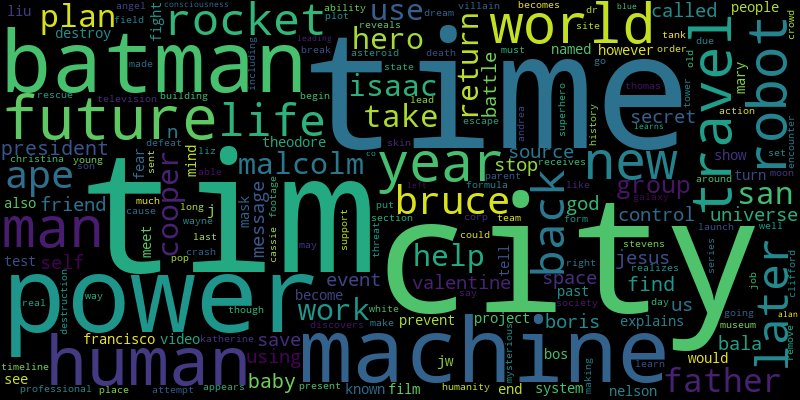 liu plan rocket use hero return world called people travel robot
angel field fight plot ability dream villain becomes dr site blue crowd
consciousness
batman time
destroy made rescue television including building leading break asteroid state death must go tank order due old tower
reveals named however mary battle superhero
future life isaac take lead escape history thomas skin andrea learns action
begin source secret show
president n theodore malcolm year stop new set encounter
christina young son defeat sent liz able mind fear to receives parent around turn moon
ape cooper tim bruce back group san
also friend much cause long j mask message cassie footage put section formula like left galaxy god control universe
man meet wayne last pop crash may support threat corp team could form launch series well
test self help city tell stevens jesus later
power event valentine space right realizes day job going museum clifford
real destruction way though become work white make say past society find us remove alan
francisco video save prevent project boris explains bala
timeline katherine discovers jw bos mysterious would
human using machine father
see place baby known film end system making learn nelson
professional attempt appears present humanity